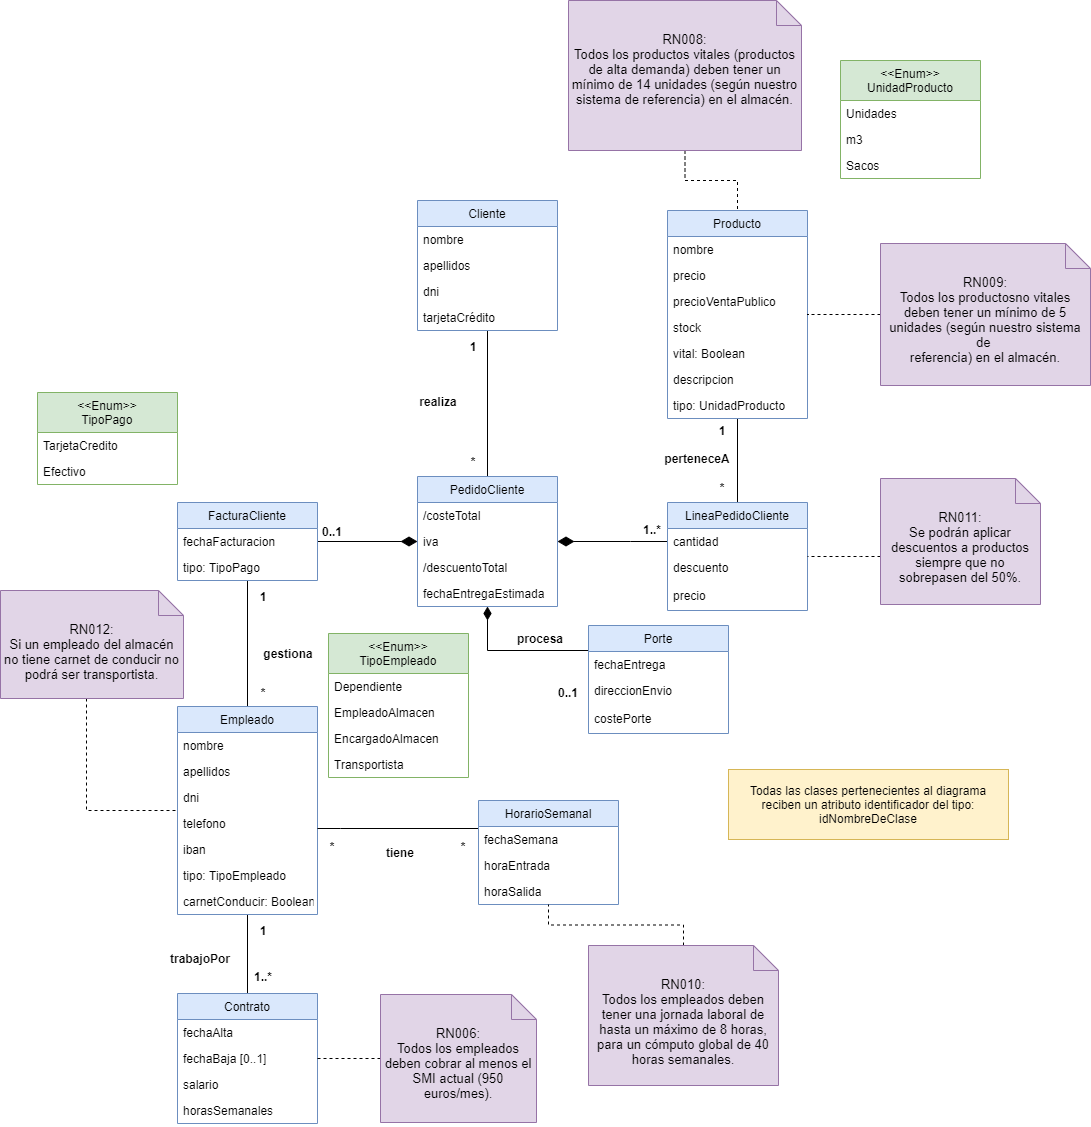 RN008:
Todos los productos vitales (productos
de alta demanda) deben tener un
mínimo de 14 unidades (según nuestro
sistema de referencia) en el almacén.
<<Enum>>
UnidadProducto
Unidades
m3
Sacos
Cliente
nombre
apellidos
dni
tarjetaCrédito
Producto
nombre
precio
precioVentaPublico
stock
vital: Boolean
descripcion
tipo: UnidadProducto
RN009:
Todos los productosno vitales
deben tener un mínimo de 5
unidades (según nuestro sistema
de
referencia) en el almacén.
1
realiza
*
<<Enum>>
TipoPago
TarjetaCredito
Efectivo
1
perteneceA
*
PedidoCliente
/costeTotal
iva
/descuentoTotal
fechaEntregaEstimada
FacturaCliente
fechaFacturacion
tipo: TipoPago
0..1
1..*
LineaPedidoCliente
cantidad
descuento
precio
RN011:
Se podrán aplicar
descuentos a productos
siempre que no
sobrepasen del 50%.
RN012:
Si un empleado del almacén
no tiene carnet de conducir no
podrá ser transportista.
1
gestiona
*
<<Enum>>
TipoEmpleado
Dependiente
EmpleadoAlmacen
EncargadoAlmacen
Transportista
procesa
0..1
Porte
fechaEntrega
direccionEnvio
costePorte
Empleado
nombre
apellidos
dni
telefono
iban
tipo: TipoEmpleado
carnetConducir: Boolean
*
tiene
*
HorarioSemanal
fechaSemana
horaEntrada
horaSalida
Todas las clases pertenecientes al diagrama
reciben un atributo identificador del tipo:
idNombreDeClase
1
trabajoPor
1..*
Contrato
fechaAlta
fechaBaja [0..1]
salario
horasSemanales
RN006:
Todos los empleados
deben cobrar al menos el
SMI actual (950
euros/mes).
RN010:
Todos los empleados deben
tener una jornada laboral de
hasta un máximo de 8 horas,
para un cómputo global de 40
horas semanales.